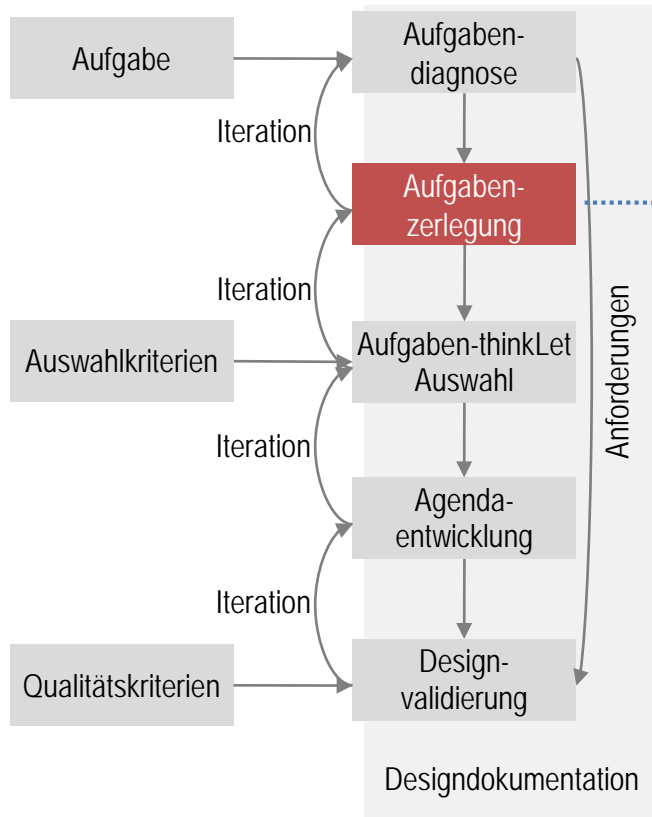 Aufgabe
Aufgaben-
diagnose
Iteration
Aufgaben-
zerlegung
Iteration
Auswahlkriterien
Aufgaben-thinkLet
Auswahl
Anforderungen
Iteration
Agenda-
entwicklung
Iteration
Qualitätskriterien
Design-
validierung
Designdokumentation